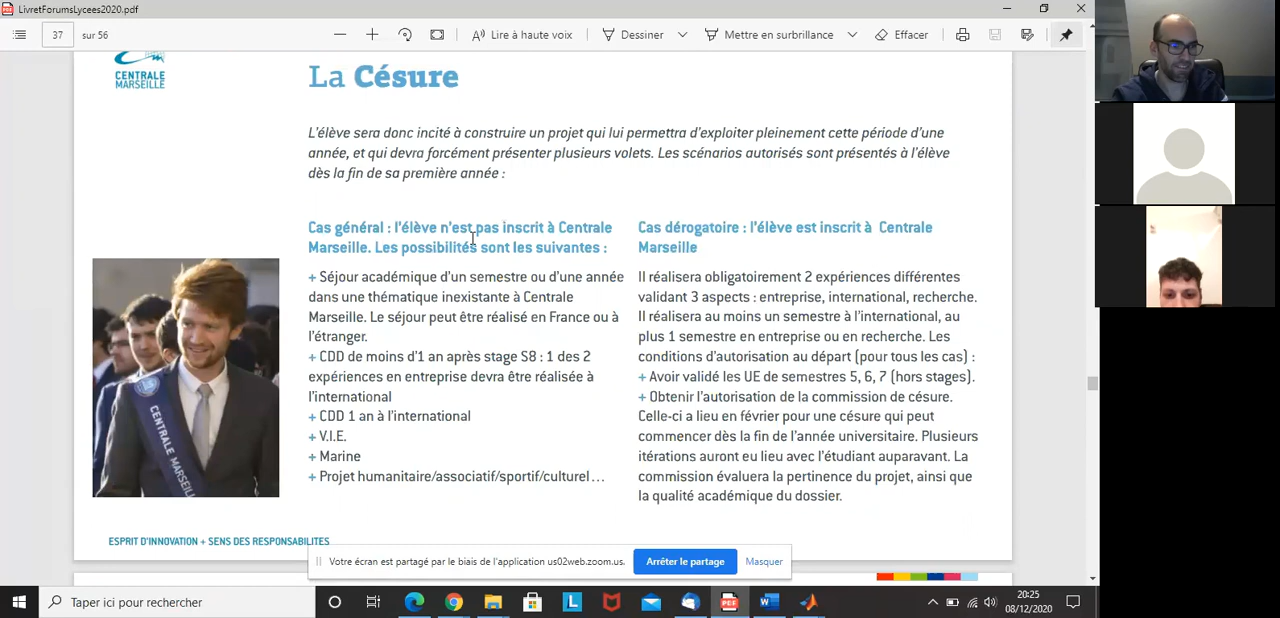 LivretForumsLycees2020.pdf
37 sur 56
Lire à haute voix
Dessiner
Mettre en surbrillance
Effacer
CENTRALE
MARSEILLE
La Césure
L'élève sera donc incité à construire un projet qui lui permettra d'exploiter pleinement cette période d'une
année, et qui devra forcément présenter plusieurs volets. Les scénarios autorisés sont présentés à l'élève
dès la fin de sa première année :
Cas général : l'élève n'est pas inscrit à Centrale
Marseille. Les possibilités sont les suivantes :
+ Séjour académique d'un semestre ou d'une année
dans une thématique inexistante à Centrale
Marseille. Le séjour peut être réalisé en France ou à
l'étranger.
+ CDD de moins d'1 an après stage S8 : 1 des 2
expériences en entreprise devra être réalisée à
l'international
+ CDD 1 an à l'international
+ V.I.E.
+ Marine
+ Projet humanitaire/associatif/sportif/culturel...
Cas dérogatoire : l'élève est inscrit à Centrale
Marseille
Il réalisera obligatoirement 2 expériences différentes
validant 3 aspects : entreprise, international, recherche.
Il réalisera au moins un semestre à l'international, au
plus 1 semestre en entreprise ou en recherche. Les
conditions d'autorisation au départ (pour tous les cas) :
+ Avoir validé les UE de semestres 5, 6, 7 (hors stages).
+ Obtenir l'autorisation de la commission de césure.
Celle-ci a lieu en février pour une césure qui peut
commencer dès la fin de l'année universitaire. Plusieurs
itérations auront eu lieu avec l'étudiant auparavant. La
commission évaluera la pertinence du projet, ainsi que
la qualité académique du dossier.
CENTRALE MARSEILLE
ESPRIT D'INNOVATION + SENS DES RESPONSABILITES
Votre écran est partagé par le biais de l'application us02web.zoom.us.
Arrêter le partage
Masquer
Taper ici pour rechercher
20:25
08/12/2020